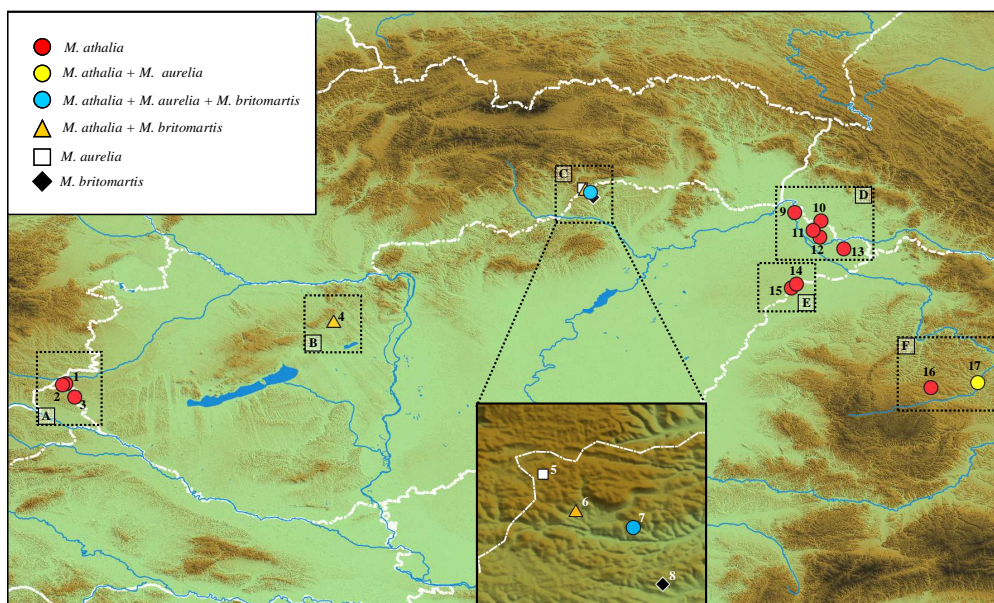 M. athalia
M. athalia + M. aurelia
M. athalia + M. aurelia + M. britomartis
M. athalia + M. britomartis
M. aurelia
M. britomartis
C
D
9
10
11
12
13
14
15
E
4
B
F
16
17
1
2
3
A
5
6
7
8